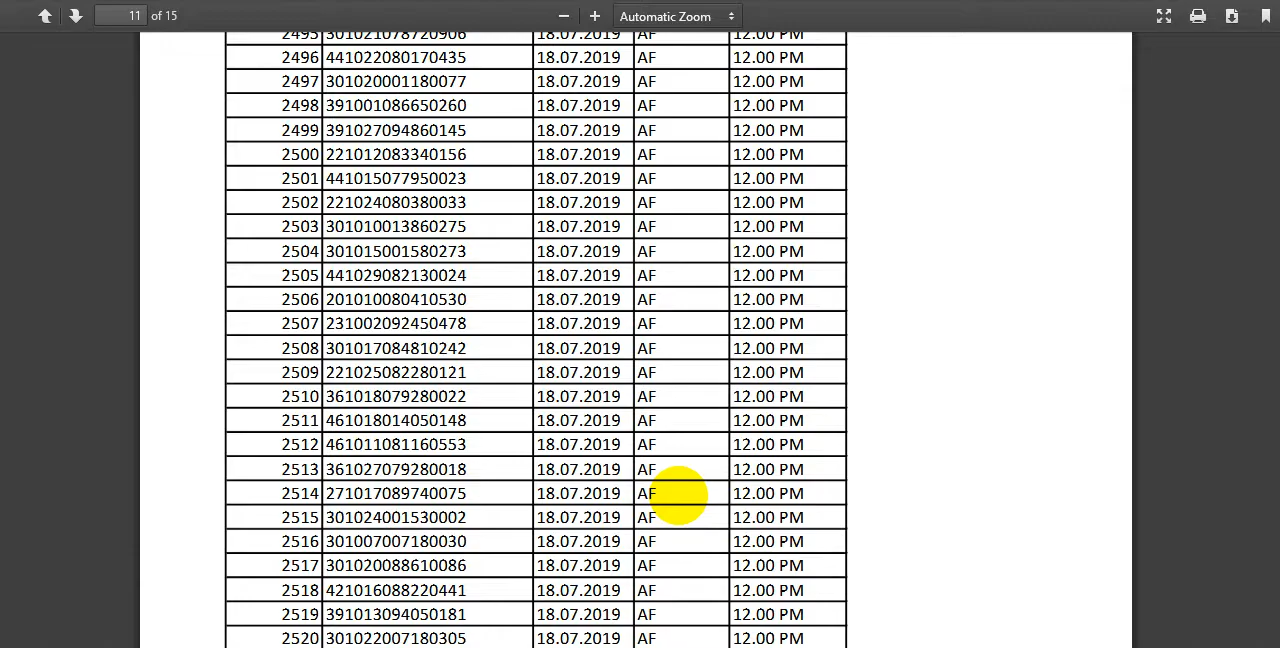 11 of 15 Automatic Zoom
2495 301021078720906 18.07.2019 AF 12.00 PM
2496 441022080170435 18.07.2019 AF 12.00 PM
2497 301020001180077 18.07.2019 AF 12.00 PM
2498 391001086650260 18.07.2019 AF 12.00 PM
2499 391027094860145 18.07.2019 AF 12.00 PM
2500 221012083340156 18.07.2019 AF 12.00 PM
2501 441015077950023 18.07.2019 AF 12.00 PM
2502 221024080380033 18.07.2019 AF 12.00 PM
2503 301010013860275 18.07.2019 AF 12.00 PM
2504 301015001580273 18.07.2019 AF 12.00 PM
2505 441029082130024 18.07.2019 AF 12.00 PM
2506 201010080410530 18.07.2019 AF 12.00 PM
2507 231002092450478 18.07.2019 AF 12.00 PM
2508 301017084810242 18.07.2019 AF 12.00 PM
2509 221025082280121 18.07.2019 AF 12.00 PM
2510 361018079280022 18.07.2019 AF 12.00 PM
2511 461018014050148 18.07.2019 AF 12.00 PM
2512 461011081160553 18.07.2019 AF 12.00 PM
2513 361027079280018 18.07.2019 AF 12.00 PM
2514 271017089740075 18.07.2019 AF 12.00 PM
2515 301024001530002 18.07.2019 AF 12.00 PM
2516 301007007180030 18.07.2019 AF 12.00 PM
2517 301020088610086 18.07.2019 AF 12.00 PM
2518 421016088220441 18.07.2019 AF 12.00 PM
2519 391013094050181 18.07.2019 AF 12.00 PM
2520 301022007180305 18.07.2019 AF 12.00 PM